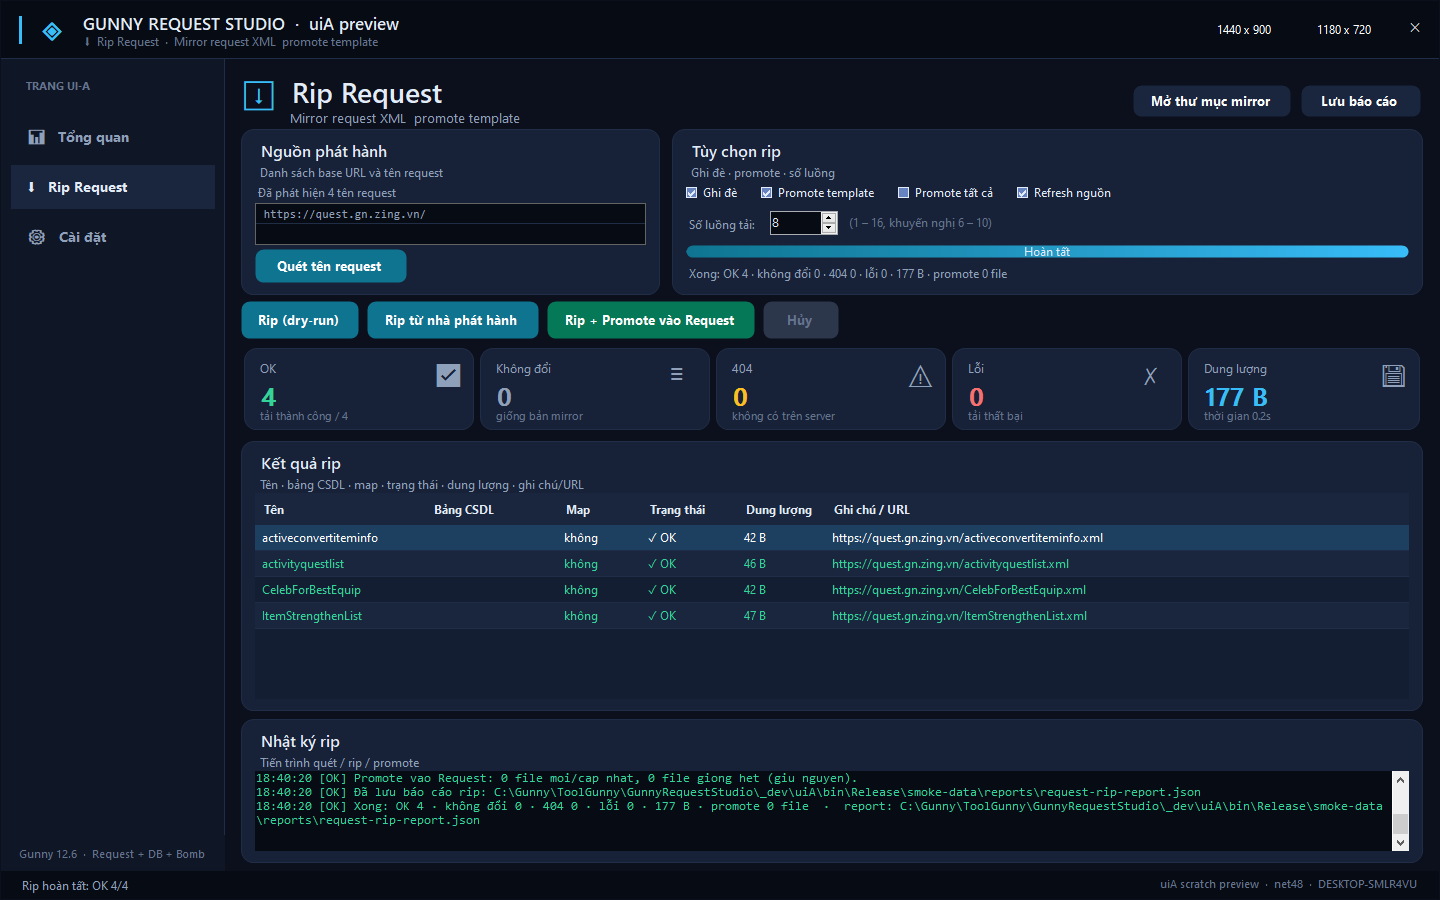 GUNNY REQUEST STUDIO · uiA preview
Rip Request · Mirror request XML promote template
1440 x 900
1180 x 720
TRANG UI-A
Tổng quan
Rip Request
Cài đặt
Rip Request
Mirror request XML promote template
Mở thư mục mirror
Lưu báo cáo
Nguồn phát hành
Danh sách base URL và tên request
Đã phát hiện 4 tên request
https://quest.gn.zing.vn/
Quét tên request
Tùy chọn rip
Ghi đè · promote · số luồng
Ghi đè
Promote template
Promote tất cả
Refresh nguồn
Số luồng tải:
8
(1 – 16, khuyến nghị 6 – 10)
Hoàn tất
Xong: OK 4 · không đổi 0 · 404 0 · lỗi 0 · 177 B · promote 0 file
Rip (dry-run)
Rip từ nhà phát hành
Rip + Promote vào Request
Hủy
OK
4
tải thành công / 4
Không đổi
0
giống bản mirror
404
0
không có trên server
Lỗi
0
tải thất bại
Dung lượng
177 B
thời gian 0.2s
Kết quả rip
Tên · bảng CSDL · map · trạng thái · dung lượng · ghi chú/URL
Tên Bảng CSDL Map Trạng thái Dung lượng Ghi chú / URL
activeconvertiteminfo không ✓ OK 42 B https://quest.gn.zing.vn/activeconvertiteminfo.xml
activityquestlist không ✓ OK 46 B https://quest.gn.zing.vn/activityquestlist.xml
CelebForBestEquip không ✓ OK 42 B https://quest.gn.zing.vn/CelebForBestEquip.xml
ItemStrengthenList không ✓ OK 47 B https://quest.gn.zing.vn/ItemStrengthenList.xml
Nhật ký rip
Tiến trình quét / rip / promote
18:40:20 [OK] Promote vao Request: 0 file moi/cap nhat, 0 file giong het (giu nguyen).
18:40:20 [OK] Đã lưu báo cáo rip: C:\Gunny\ToolGunny\GunnyRequestStudio\_dev\uiA\bin\Release\smoke-data\reports\request-rip-report.json
18:40:20 [OK] Xong: OK 4 · không đổi 0 · 404 0 · lỗi 0 · 177 B · promote 0 file · report: C:\Gunny\ToolGunny\GunnyRequestStudio\_dev\uiA\bin\Release\smoke-data
\reports\request-rip-report.json
Gunny 12.6 · Request + DB + Bomb
Rip hoàn tất: OK 4/4
uiA scratch preview · net48 · DESKTOP-SMLR4VU